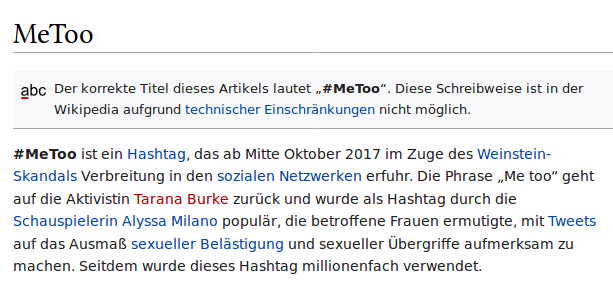 MeToo
abc Der korrekte Titel dieses Artikels lautet „#MeToo“. Diese Schreibweise ist in der
Wikipedia aufgrund technischer Einschränkungen nicht möglich.
#MeToo ist ein Hashtag, das ab Mitte Oktober 2017 im Zuge des Weinstein-
Skandals Verbreitung in den sozialen Netzwerken erfuhr. Die Phrase „Me too“ geht
auf die Aktivistin Tarana Burke zurück und wurde als Hashtag durch die
Schauspielerin Alyssa Milano populär, die betroffene Frauen ermutigte, mit Tweets
auf das Ausmaß sexueller Belästigung und sexueller Übergriffe aufmerksam zu
machen. Seitdem wurde dieses Hashtag millionenfach verwendet.